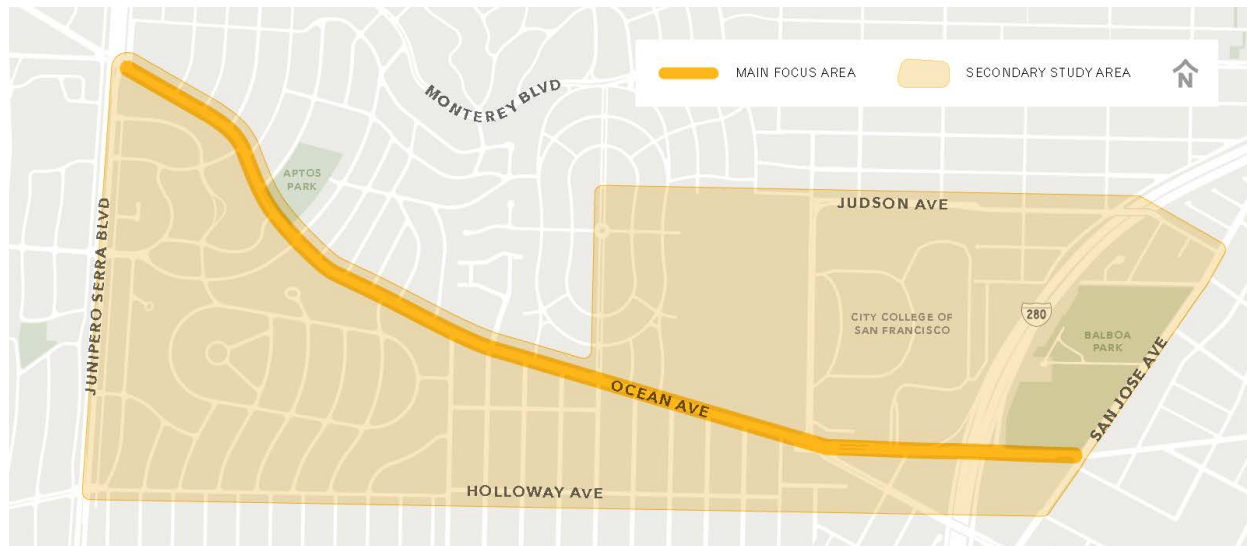 MAIN FOCUS AREA
SECONDARY STUDY AREA
N
MONTEREY BLVD
APTOS
PARK
JUDSON AVE
JUNIPERO SERRA BLVD
CITY COLLEGE OF
SAN FRANCISCO
280
BALBOA
PARK
SAN JOSE AVE
OCEAN AVE
HOLLOWAY AVE